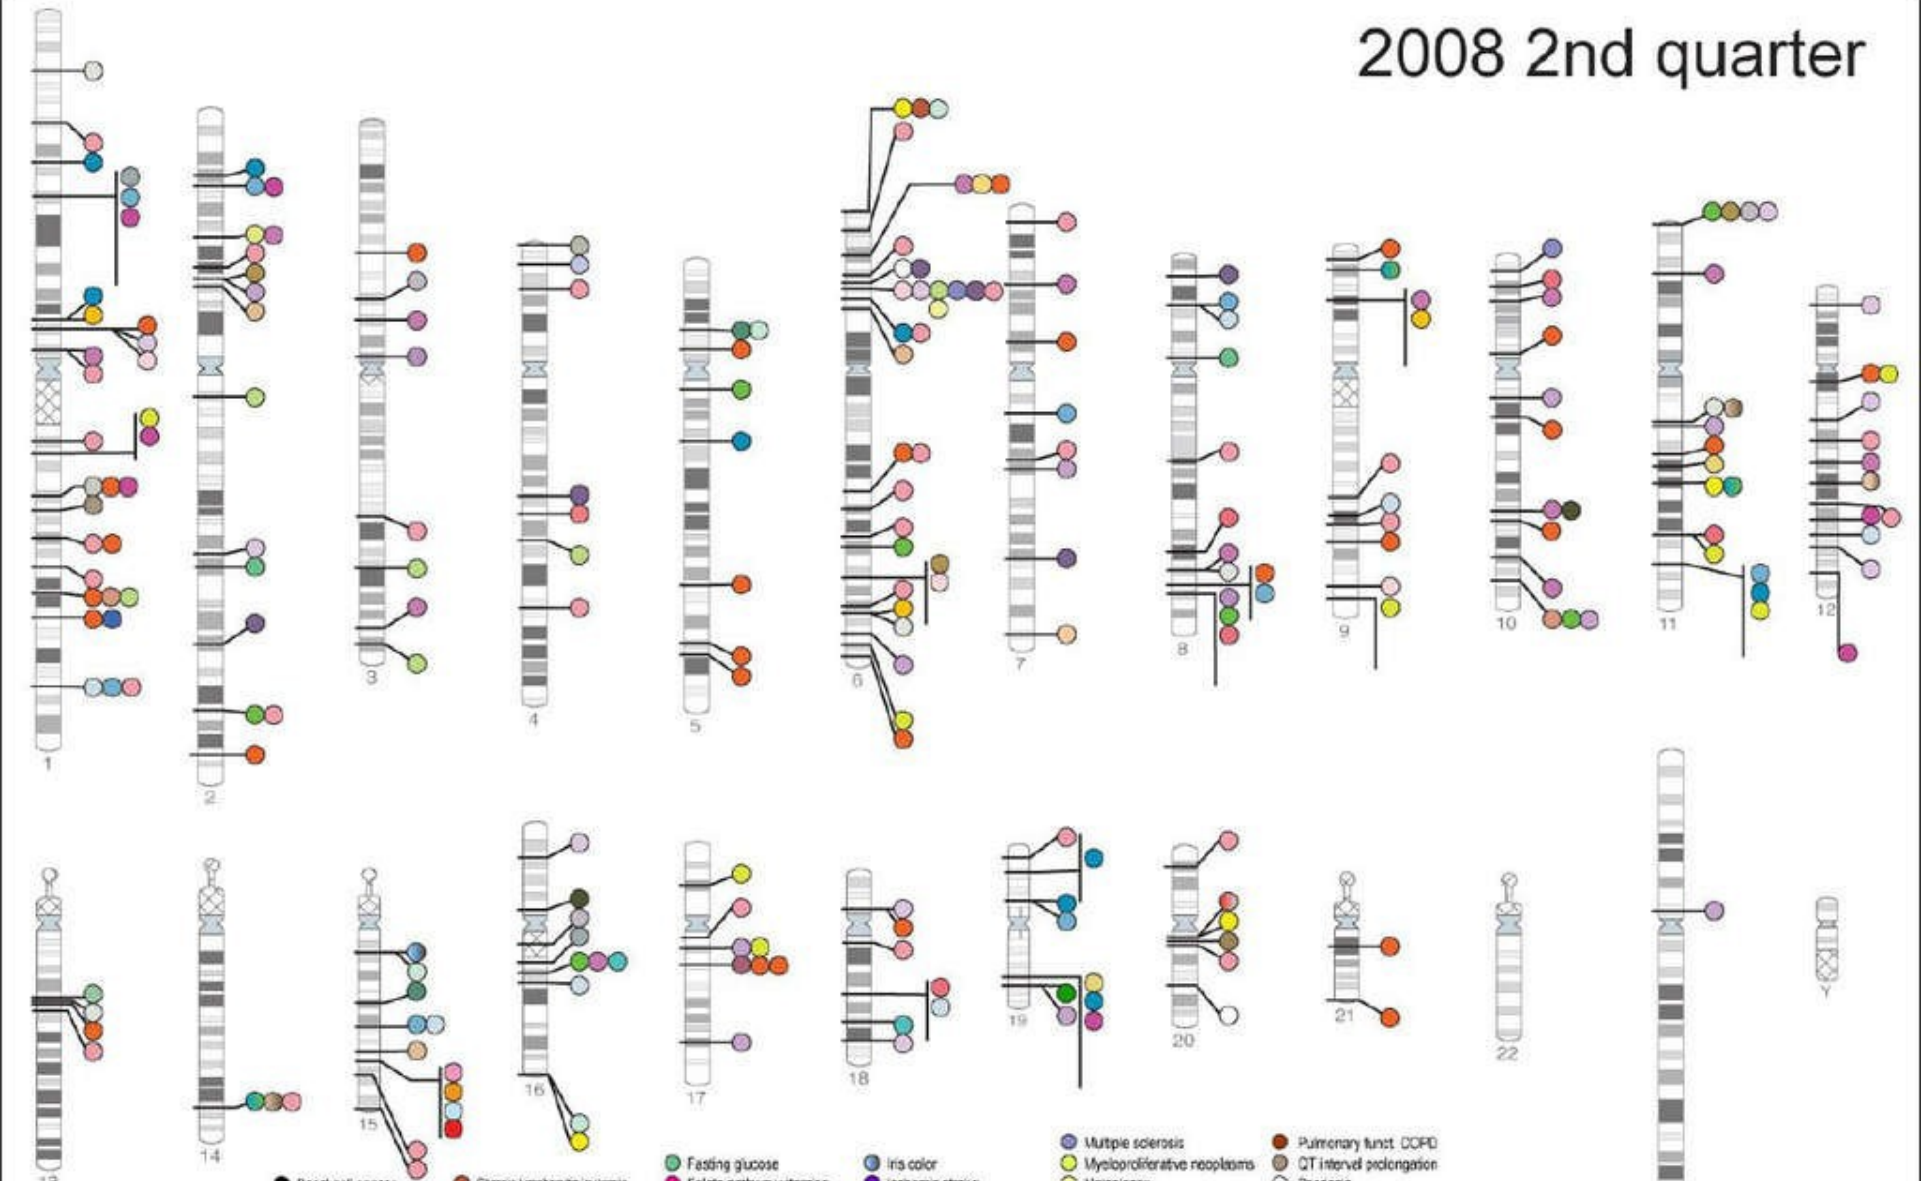 2008 2nd quarter
1
2
3
4
5
6
7
8
9
10
11
12
14
15
16
17
18
19
20
21
22
Y
Multiple sclerosis
Pulmonary funct. COPD
Fasting glucose
Iris color
Myeloproliferative neoplasms
QT interval prolongation